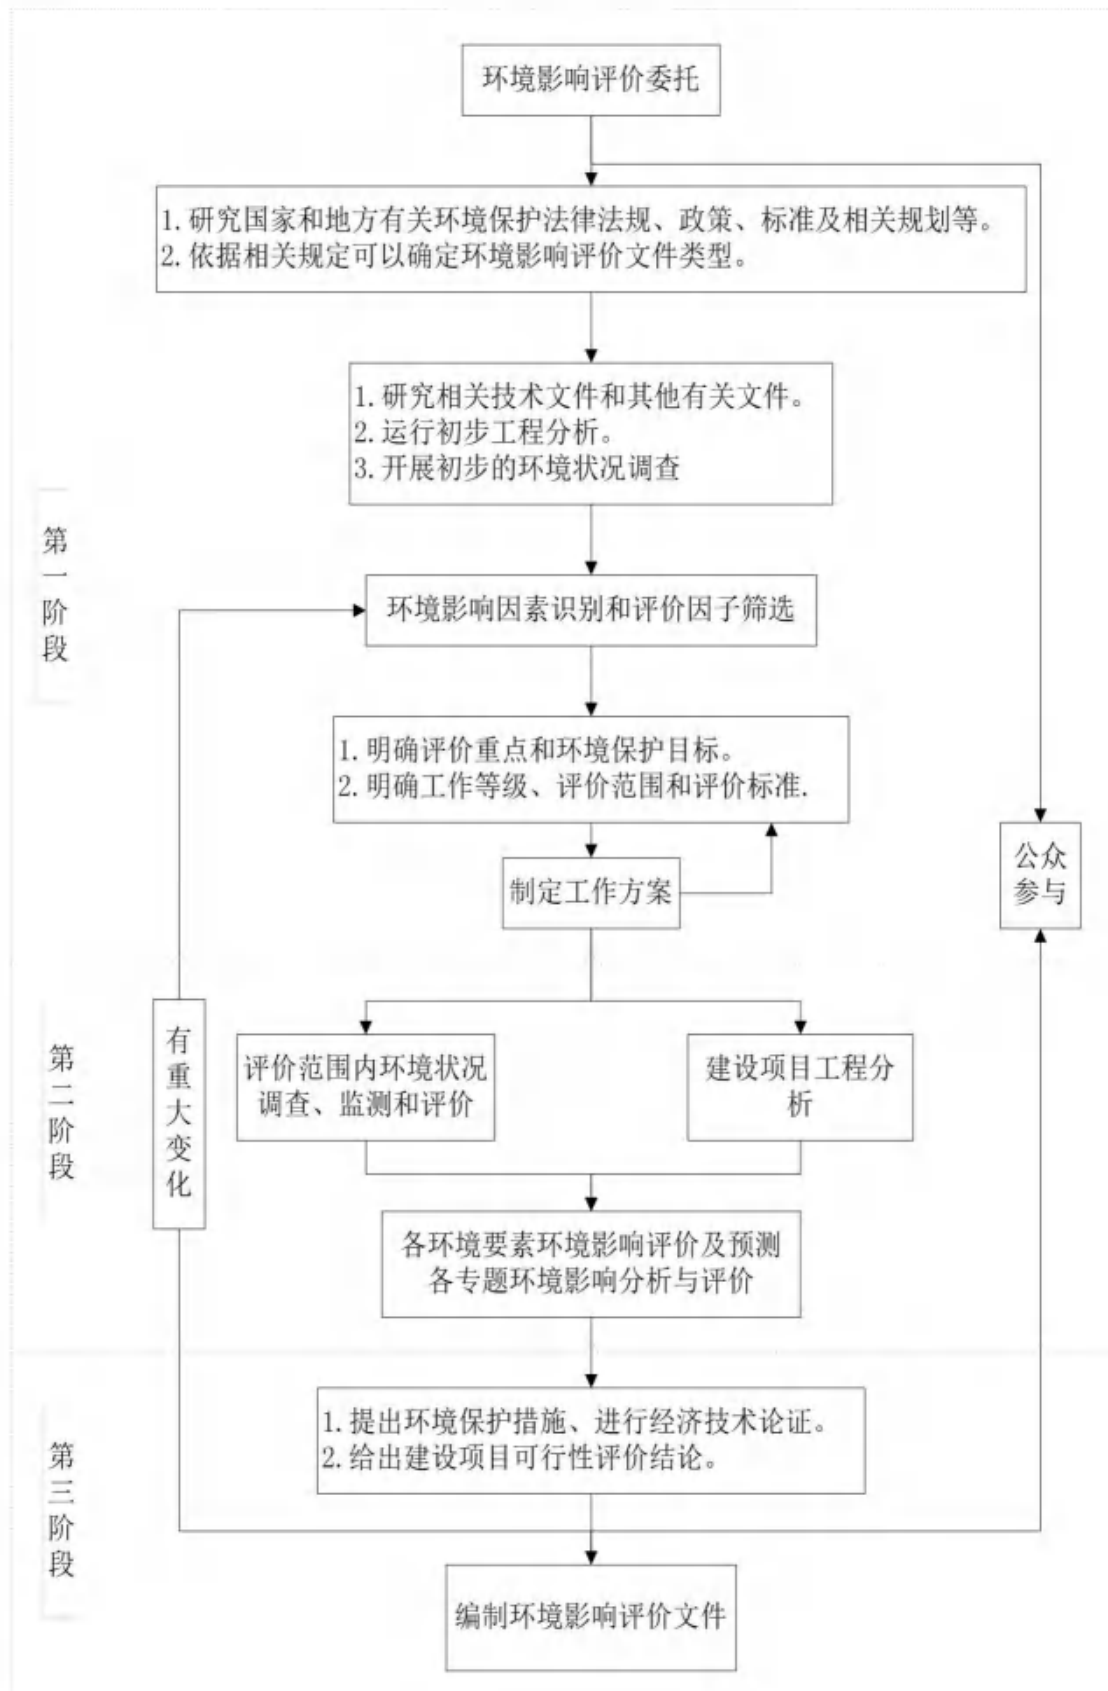 环境影响评价委托
1.研究国家和地方有关环境保护法律法规、政策、标准及相关规划等。
2.依据相关规定可以确定环境影响评价文件类型。
1.研究相关技术文件和其他有关文件。
2.运行初步工程分析。
3.开展初步的环境状况调查
第一阶段
环境影响因素识别和评价因子筛选
1.明确评价重点和环境保护目标。
2.明确工作等级、评价范围和评价标准.
制定工作方案
公众
参与
第二阶段
有重大变化
评价范围内环境状况
调查、监测和评价
建设项目工程分
析
各环境要素环境影响评价及预测
各专题环境影响分析与评价
第三阶段
1.提出环境保护措施、进行经济技术论证。
2.给出建设项目可行性评价结论。
编制环境影响评价文件